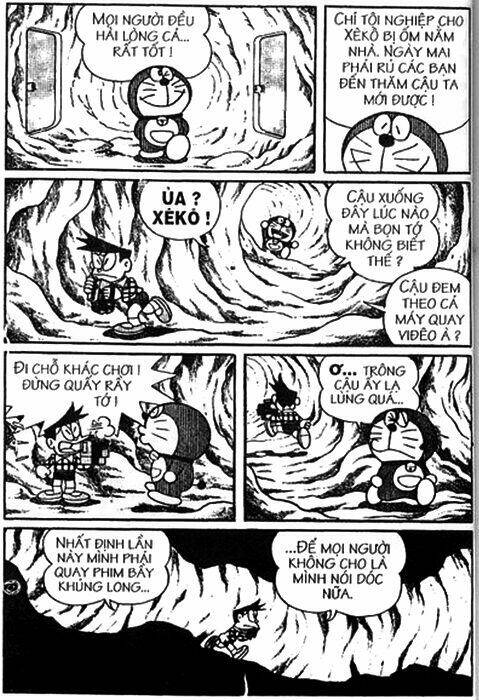 MỌI NGƯỜI ĐỀU
HÀI LÒNG CẢ...
RẤT TỐT !
CHỈ TỘI NGHIỆP CHO
XÊKÔ BỊ ỐM NẰM
NHÀ. NGÀY MAI
PHẢI RỦ CÁC BẠN
ĐẾN THĂM CẬU TA
MỚI ĐƯỢC !
ỦA ?
XÊKÔ !
CẬU XUỐNG
ĐÂY LÚC NÀO
MÀ BỌN TỚ
KHÔNG BIẾT
THẾ ?
CẬU ĐEM
THEO CẢ
MÁY QUAY
VIĐÊO À ?
ĐI CHỖ KHÁC CHƠI !
ĐỪNG QUẤY RẦY
TỚ !
Ơ... TRÔNG
CẬU ẤY LẠ
LÙNG QUÁ...
NHẤT ĐỊNH LẦN
NÀY MÌNH PHẢI
QUAY PHIM BẦY
KHỦNG LONG...
...ĐỂ MỌI NGƯỜI
KHÔNG CHO LÀ
MÌNH NÓI DÓC
NỮA.